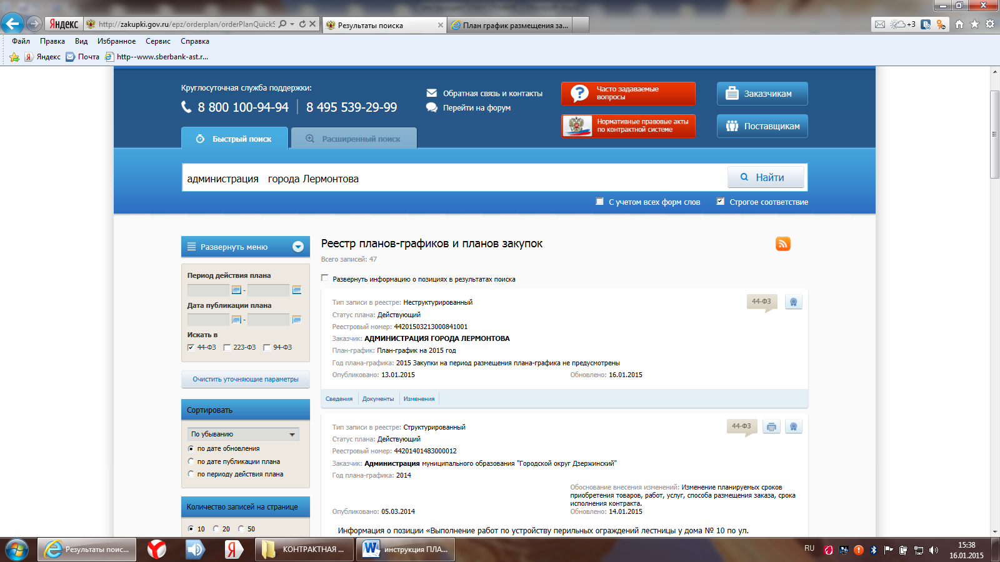 Яндекс
http://zakupki.gov.ru/epz/orderplan/orderPlanQuickS
Результаты поиска
План график размещения за...
+3
Файл Правка Вид Избранное Сервис Справка
Яндекс Почта http--www.sberbank-ast.r...
Круглосуточная служба поддержки:
8 800 100-94-94 8 495 539-29-99
Обратная связь и контакты
Перейти на форум
Часто задаваемые
вопросы
Нормативные правовые акты
по контрактной системе
Заказчикам
Поставщикам
Быстрый поиск
Расширенный поиск
администрация города Лермонтова
Найти
С учетом всех форм слов
Строгое соответствие
Развернуть меню
Период действия плана
-
Дата публикации плана
-
Искать в
44-ФЗ 223-ФЗ 94-ФЗ
Очистить уточняющие параметры
Сортировать
По убыванию
по дате обновления
по дате публикации плана
по периоду действия плана
Количество записей на странице
10 20 50
Реестр планов-графиков и планов закупок
Всего записей: 47
Развернуть информацию о позициях в результатах поиска
44-ФЗ
Тип записи в реестре: Неструктурированный
Статус плана: Действующий
Реестровый номер: 44201503213000841001
Заказчик: АДМИНИСТРАЦИЯ ГОРОДА ЛЕРМОНТОВА
План-график: План-график на 2015 год
Год плана-графика: 2015 Закупки на период размещения плана-графика не предусмотрены
Опубликовано: 13.01.2015 Обновлено: 16.01.2015
Сведения Документы Изменения
44-ФЗ
Тип записи в реестре: Структурированный
Статус плана: Действующий
Реестровый номер: 44201401483000012
Заказчик: Администрация муниципального образования "Городской округ Дзержинский"
Год плана-графика: 2014
Обоснование внесения изменений: Изменение планируемых сроков
приобретения товаров, работ, услуг, способа размещения заказа, срока
исполнения контракта.
Опубликовано: 05.03.2014 Обновлено: 14.01.2015
Информация о позиции «Выполнение работ по устройству перильных ограждений лестницы у дома № 10 по ул.
Результаты поис...
КОНТРАКТНАЯ ...
инструкция ПЛА...
RU
15:38
16.01.2015